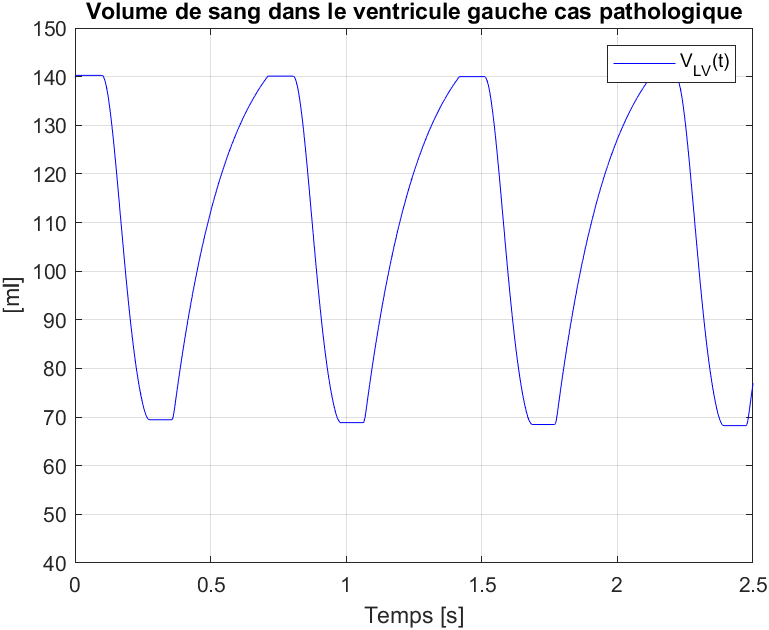 Volume de sang dans le ventricule gauche cas pathologique
150
140
130
120
110
100
90
80
70
60
50
40
[ml]
V_LV(t)
0 0.5 1 1.5 2 2.5
Temps [s]